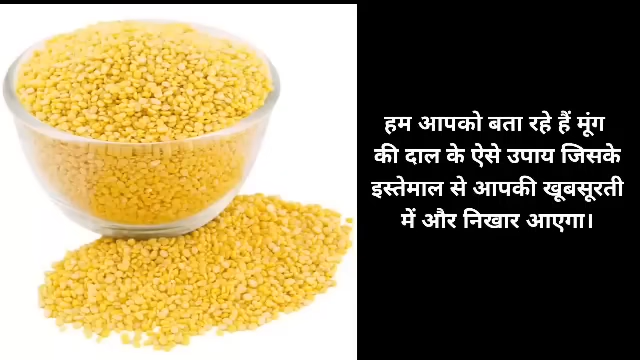 हम आपको बता रहे हैं मूंग
की दाल के ऐसे उपाय जिसके
इस्तेमाल से आपकी खूबसूरती
में और निखार आएगा।